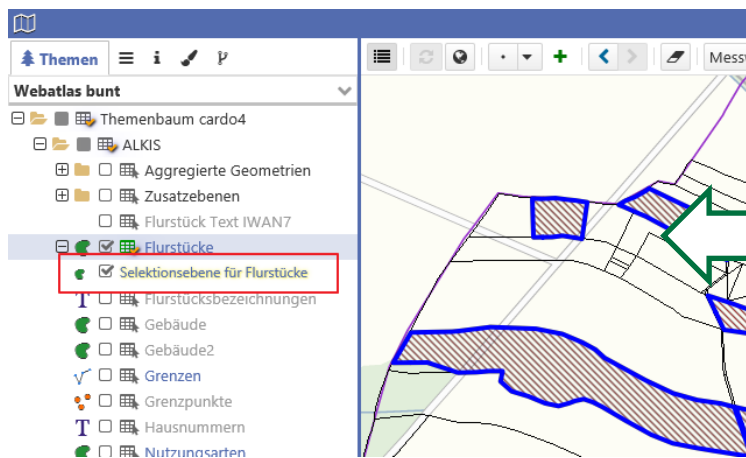 Themen
Messw
Webatlas bunt
Themenbaum cardo4
ALKIS
Aggregierte Geometrien
Zusatzebenen
Flurstück Text IWAN7
Flurstücke
Selektionsebene für Flurstücke
Flurstücksbezeichnungen
Gebäude
Gebäude2
Grenzen
Grenzpunkte
Hausnummern
Nutzungsarten